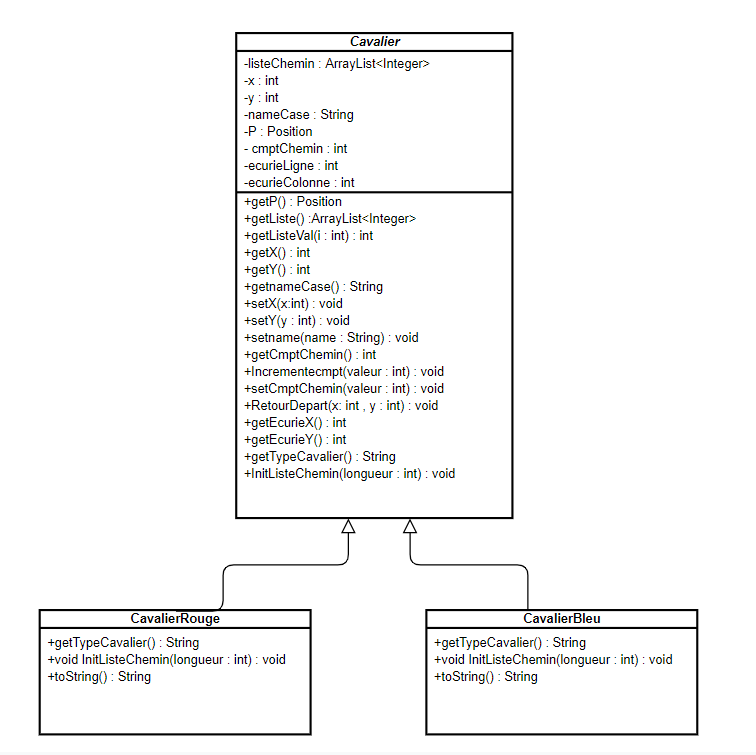 Cavalier
-listeChemin : ArrayList<Integer>
-x : int
-y : int
-nameCase : String
-P : Position
- cmptChemin : int
-ecurieLigne : int
-ecurieColonne : int
+getP() : Position
+getListe() :ArrayList<Integer>
+getListeVal(i : int) : int
+getX() : int
+getY() : int
+getnameCase() : String
+setX(x:int) : void
+setY(y : int) : void
+setname(name : String) : void
+getCmptChemin() : int
+Incrementecmpt(valeur : int) : void
+setCmptChemin(valeur : int) : void
+RetourDepart(x: int , y : int) : void
+getEcurieX() : int
+getEcurieY() : int
+getTypeCavalier() : String
+InitListeChemin(longueur : int) : void
CavalierRouge
+getTypeCavalier() : String
+void InitListeChemin(longueur : int) : void
+toString() : String
CavalierBleu
+getTypeCavalier() : String
+void InitListeChemin(longueur : int) : void
+toString() : String